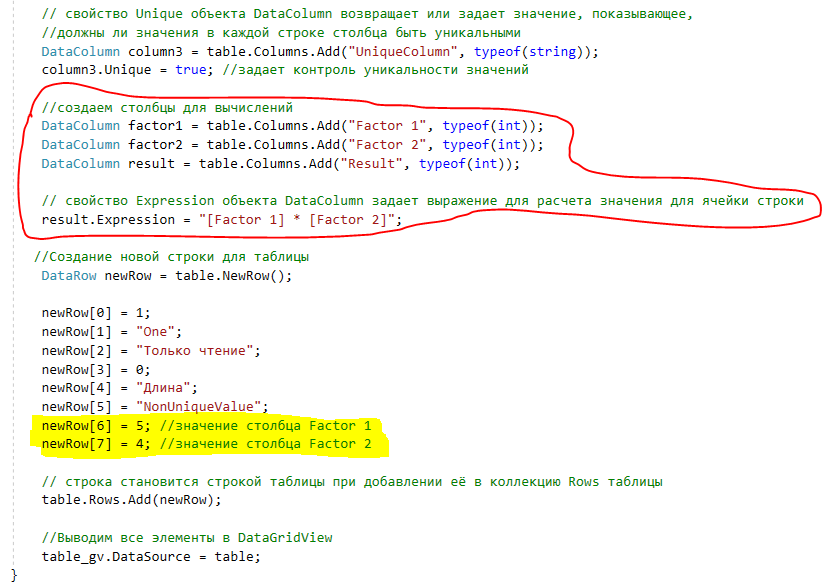 // свойство Unique объекта DataColumn возвращает или задает значение, показывающее,
//должны ли значения в каждой строке столбца быть уникальными
DataColumn column3 = table.Columns.Add("UniqueColumn", typeof(string));
column3.Unique = true; //задает контроль уникальности значений
//создаем столбцы для вычислений
DataColumn factor1 = table.Columns.Add("Factor 1", typeof(int));
DataColumn factor2 = table.Columns.Add("Factor 2", typeof(int));
DataColumn result = table.Columns.Add("Result", typeof(int));
// свойство Expression объекта DataColumn задает выражение для расчета значения для ячейки строки
result.Expression = "[Factor 1] * [Factor 2]";
//Создание новой строки для таблицы
DataRow newRow = table.NewRow();
newRow[0] = 1;
newRow[1] = "One";
newRow[2] = "Только чтение";
newRow[3] = 0;
newRow[4] = "Длина";
newRow[5] = "NonUniqueValue";
newRow[6] = 5; //значение столбца Factor 1
newRow[7] = 4; //значение столбца Factor 2
// строка становится строкой таблицы при добавлении её в коллекцию Rows таблицы
table.Rows.Add(newRow);
//Выводим все элементы в DataGridView
table_gv.DataSource = table;
}